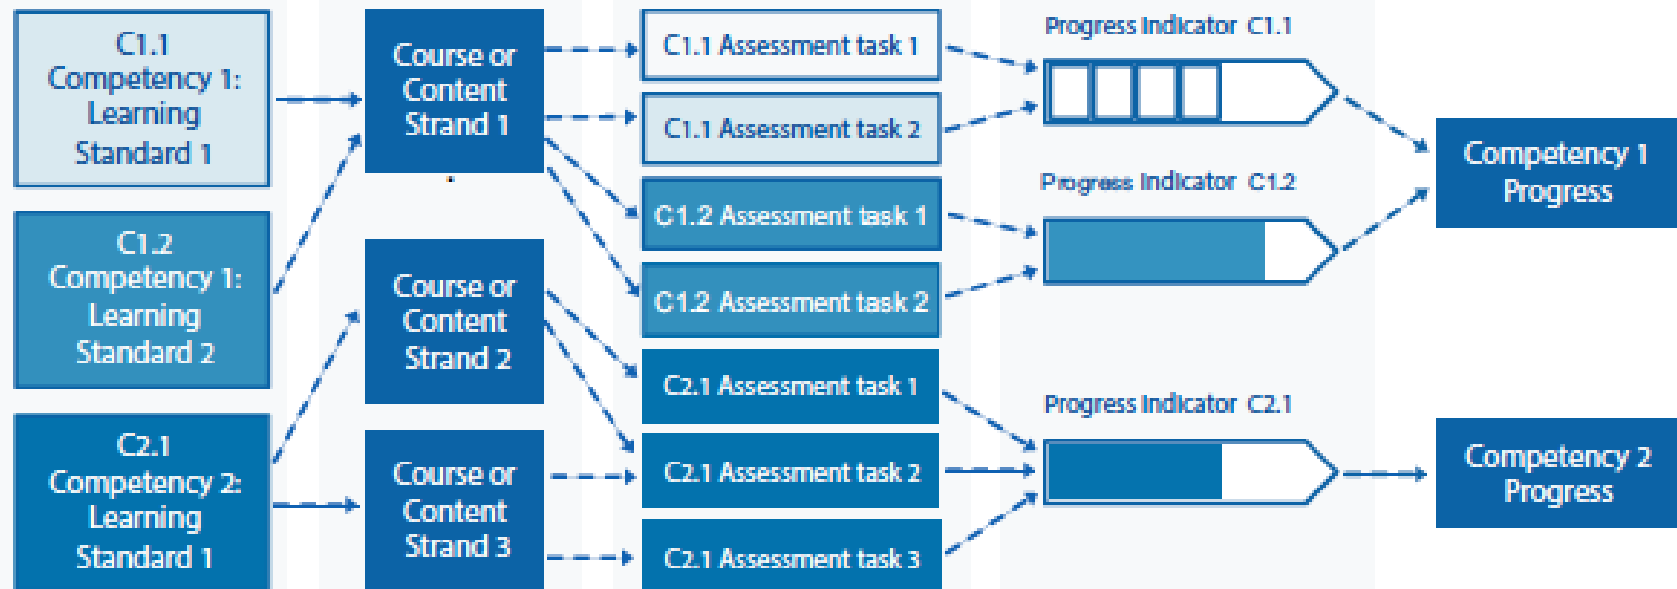 C1.1
Competency 1:
Learning
Standard 1
C1.2
Competency 1:
Learning
Standard 2
C2.1
Competency 2:
Learning
Standard 1
Course or
Content
Strand 1
Course or
Content
Strand 2
Course or
Content
Strand 3
C1.1 Assessment task 1
C1.1 Assessment task 2
C1.2 Assessment task 1
C1.2 Assessment task 2
C2.1 Assessment task 1
C2.1 Assessment task 2
C2.1 Assessment task 3
Progress Indicator C1.1
Progress Indicator C1.2
Progress Indicator C2.1
Competency 1
Progress
Competency 2
Progress